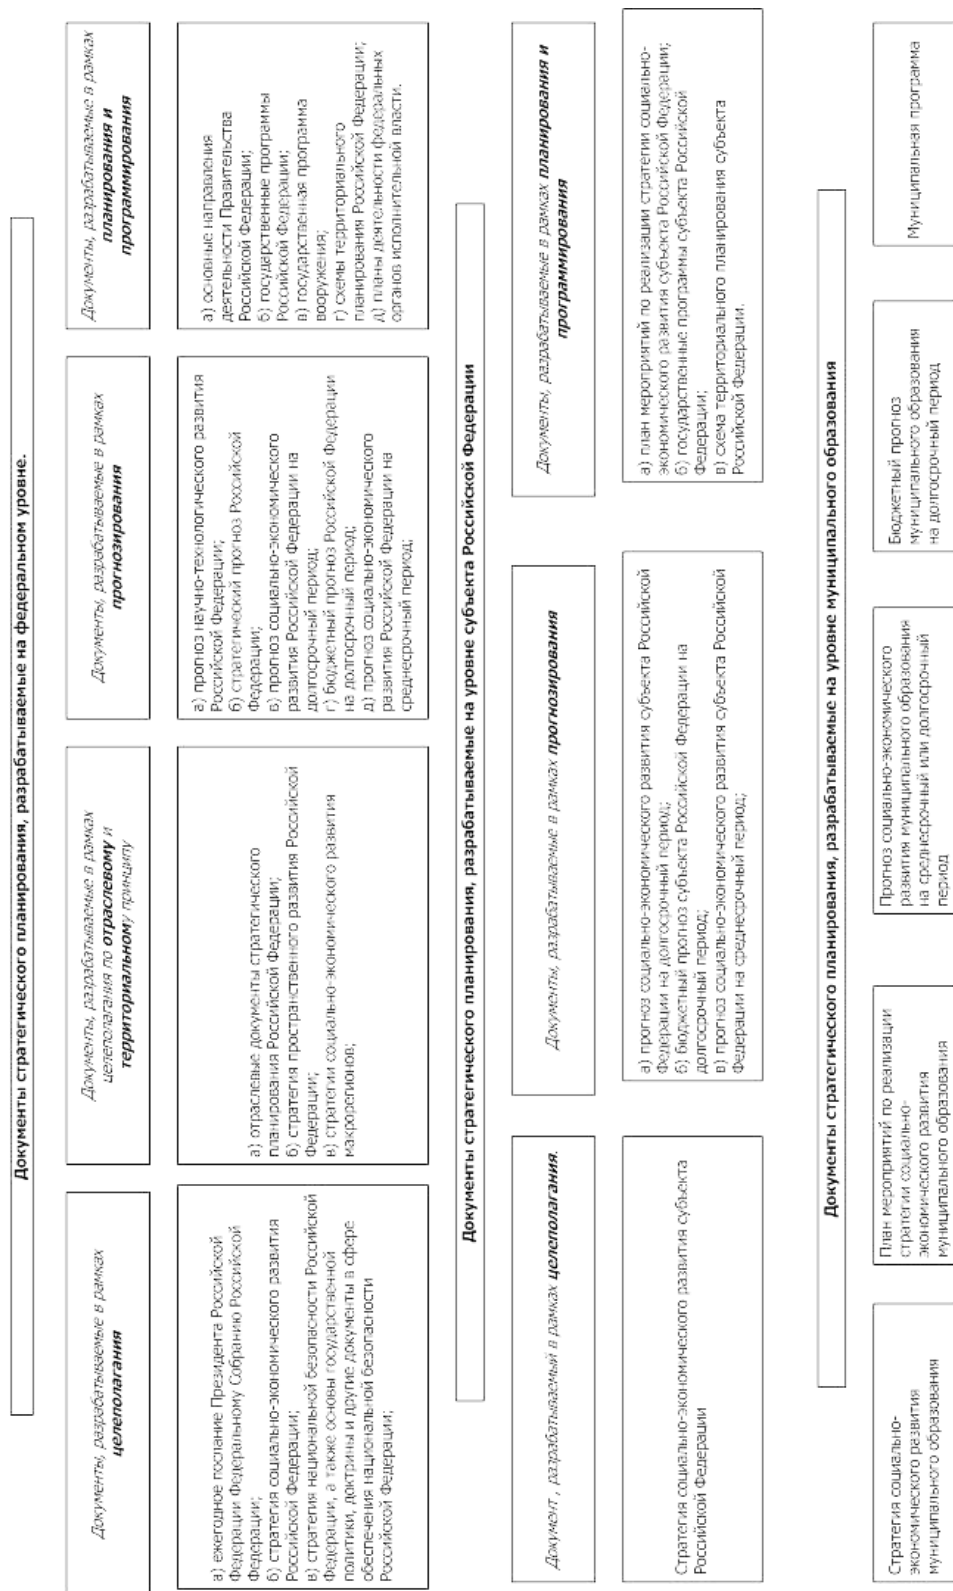 Документы стратегического планирования, разрабатываемые на федеральном уровне.
Документы, разрабатываемые в рамках
целеполагания
Документы, разрабатываемые в рамках
целеполагания по отраслевому и
территориальному принципу
Документы, разрабатываемые в рамках
прогнозирования
Документы, разрабатываемые в рамках
планирования и
программирования
а) ежегодное послание Президента Российской
Федерации Федеральному Собранию Российской
Федерации;
б) стратегия социально-экономического развития
Российской Федерации;
в) стратегия национальной безопасности Российской
Федерации, а также основы государственной
политики, доктрины и другие документы в сфере
обеспечения национальной безопасности
Российской Федерации;
а) отраслевые документы стратегического
планирования Российской Федерации;
б) стратегия пространственного развития Российской
Федерации;
в) стратегии социально-экономического развития
макрорегионов;
а) прогноз научно-технологического развития
Российской Федерации;
б) стратегический прогноз Российской
Федерации;
в) прогноз социально-экономического
развития Российской Федерации на
долгосрочный период;
г) бюджетный прогноз Российской Федерации
на долгосрочный период;
д) прогноз социально-экономического
развития Российской Федерации на
среднесрочный период;
а) основные направления
деятельности Правительства
Российской Федерации;
б) государственные программы
Российской Федерации;
в) государственная программа
вооружения;
г) схемы территориального
планирования Российской Федерации;
д) планы деятельности федеральных
органов исполнительной власти.
Документы стратегического планирования, разрабатываемые на уровне субъекта Российской Федерации
Документ , разрабатываемый в рамках целеполагания.
Документы, разрабатываемые в рамках прогнозирования
Документы, разрабатываемые в рамках планирования и
программирования
Стратегия социально-экономического развития субъекта
Российской Федерации
а) прогноз социально-экономического развития субъекта Российской
Федерации на долгосрочный период;
б) бюджетный прогноз субъекта Российской Федерации на
долгосрочный период;
в) прогноз социально-экономического развития субъекта Российской
Федерации на среднесрочный период;
а) план мероприятий по реализации стратегии социально-
экономического развития субъекта Российской Федерации;
б) государственные программы субъекта Российской
Федерации;
в) схема территориального планирования субъекта
Российской Федерации.
Документы стратегического планирования, разрабатываемые на уровне муниципального образования
Стратегия социально-
экономического развития
муниципального образования
План мероприятий по реализации
стратегии социально-
экономического развития
муниципального образования
Прогноз социально-экономического
развития муниципального образования
на среднесрочный или долгосрочный
период
Бюджетный прогноз
муниципального образования
на долгосрочный период
Муниципальная программа